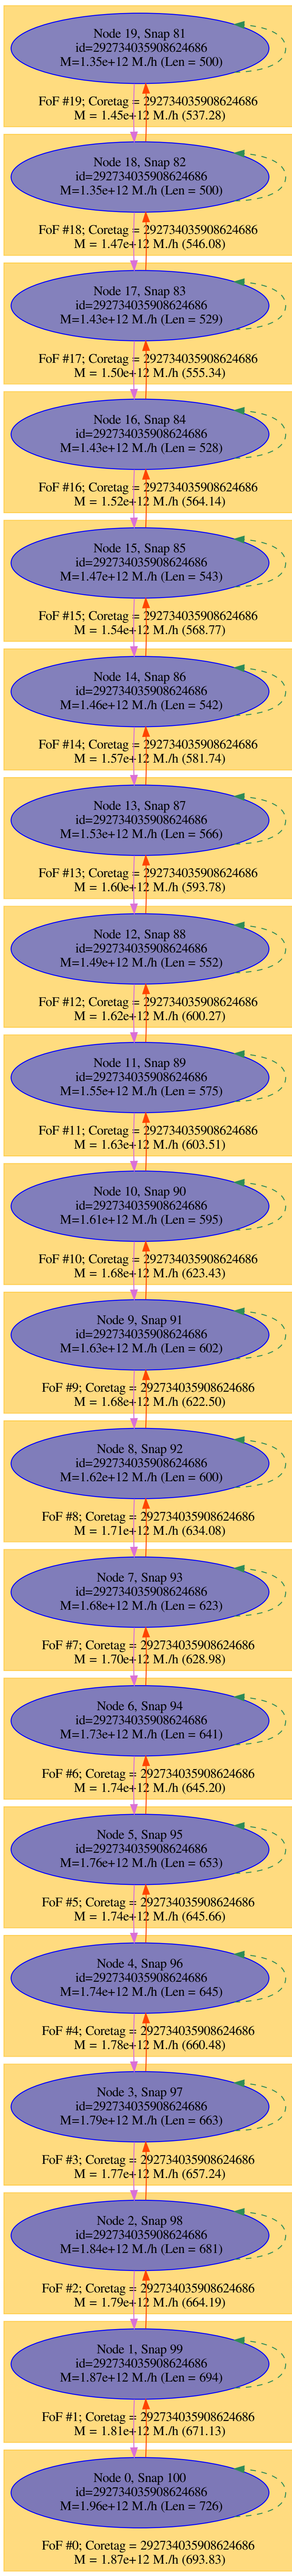 Node 19, Snap 81
id=292734035908624686
M=1.35e+12 M./h (Len = 500)
FoF #19; Coretag = 292734035908624686
M = 1.45e+12 M./h (537.28)
Node 18, Snap 82
id=292734035908624686
M=1.35e+12 M./h (Len = 500)
FoF #18; Coretag = 292734035908624686
M = 1.47e+12 M./h (546.08)
Node 17, Snap 83
id=292734035908624686
M=1.43e+12 M./h (Len = 529)
FoF #17; Coretag = 292734035908624686
M = 1.50e+12 M./h (555.34)
Node 16, Snap 84
id=292734035908624686
M=1.43e+12 M./h (Len = 528)
FoF #16; Coretag = 292734035908624686
M = 1.52e+12 M./h (564.14)
Node 15, Snap 85
id=292734035908624686
M=1.47e+12 M./h (Len = 543)
FoF #15; Coretag = 292734035908624686
M = 1.54e+12 M./h (568.77)
Node 14, Snap 86
id=292734035908624686
M=1.46e+12 M./h (Len = 542)
FoF #14; Coretag = 292734035908624686
M = 1.57e+12 M./h (581.74)
Node 13, Snap 87
id=292734035908624686
M=1.53e+12 M./h (Len = 566)
FoF #13; Coretag = 292734035908624686
M = 1.60e+12 M./h (593.78)
Node 12, Snap 88
id=292734035908624686
M=1.49e+12 M./h (Len = 552)
FoF #12; Coretag = 292734035908624686
M = 1.62e+12 M./h (600.27)
Node 11, Snap 89
id=292734035908624686
M=1.55e+12 M./h (Len = 575)
FoF #11; Coretag = 292734035908624686
M = 1.63e+12 M./h (603.51)
Node 10, Snap 90
id=292734035908624686
M=1.61e+12 M./h (Len = 595)
FoF #10; Coretag = 292734035908624686
M = 1.68e+12 M./h (623.43)
Node 9, Snap 91
id=292734035908624686
M=1.63e+12 M./h (Len = 602)
FoF #9; Coretag = 292734035908624686
M = 1.68e+12 M./h (622.50)
Node 8, Snap 92
id=292734035908624686
M=1.62e+12 M./h (Len = 600)
FoF #8; Coretag = 292734035908624686
M = 1.71e+12 M./h (634.08)
Node 7, Snap 93
id=292734035908624686
M=1.68e+12 M./h (Len = 623)
FoF #7; Coretag = 292734035908624686
M = 1.70e+12 M./h (628.98)
Node 6, Snap 94
id=292734035908624686
M=1.73e+12 M./h (Len = 641)
FoF #6; Coretag = 292734035908624686
M = 1.74e+12 M./h (645.20)
Node 5, Snap 95
id=292734035908624686
M=1.76e+12 M./h (Len = 653)
FoF #5; Coretag = 292734035908624686
M = 1.74e+12 M./h (645.66)
Node 4, Snap 96
id=292734035908624686
M=1.74e+12 M./h (Len = 645)
FoF #4; Coretag = 292734035908624686
M = 1.78e+12 M./h (660.48)
Node 3, Snap 97
id=292734035908624686
M=1.79e+12 M./h (Len = 663)
FoF #3; Coretag = 292734035908624686
M = 1.77e+12 M./h (657.24)
Node 2, Snap 98
id=292734035908624686
M=1.84e+12 M./h (Len = 681)
FoF #2; Coretag = 292734035908624686
M = 1.79e+12 M./h (664.19)
Node 1, Snap 99
id=292734035908624686
M=1.87e+12 M./h (Len = 694)
FoF #1; Coretag = 292734035908624686
M = 1.81e+12 M./h (671.13)
Node 0, Snap 100
id=292734035908624686
M=1.96e+12 M./h (Len = 726)
FoF #0; Coretag = 292734035908624686
M = 1.87e+12 M./h (693.83)